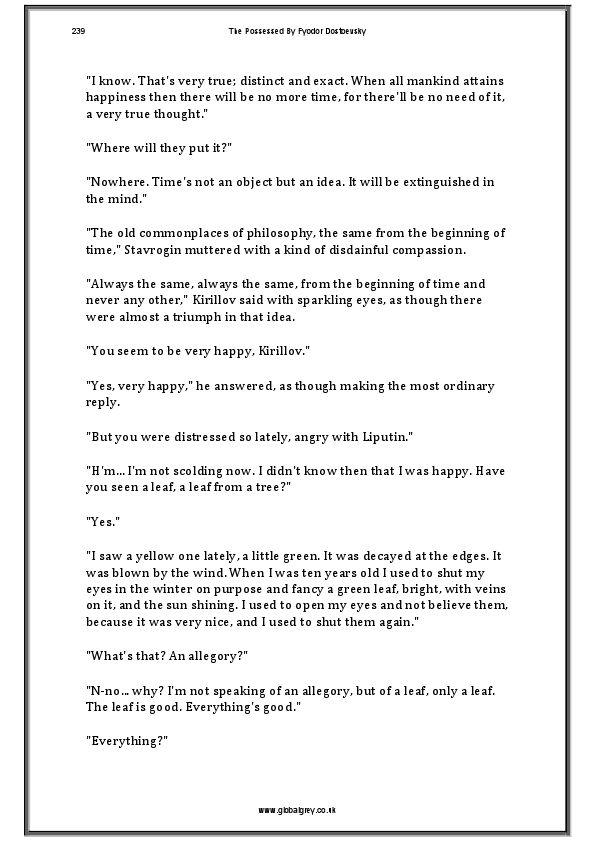 239
The Possessed By Fyodor Dostoevsky
"I know. That's very true; distinct and exact. When all mankind attains
happiness then there will be no more time, for there'll be no need of it,
a very true thought."
"Where will they put it?"
"Nowhere. Time's not an object but an idea. It will be extinguished in
the mind."
"The old commonplaces of philosophy, the same from the beginning of
time," Stavrogin muttered with a kind of disdainful compassion.
"Always the same, always the same, from the beginning of time and
never any other," Kirillov said with sparkling eyes, as though there
were almost a triumph in that idea.
"You seem to be very happy, Kirillov."
"Yes, very happy," he answered, as though making the most ordinary
reply.
"But you were distressed so lately, angry with Liputin."
"H'm... I'm not scolding now. I didn't know then that I was happy. Have
you seen a leaf, a leaf from a tree?"
"Yes."
"I saw a yellow one lately, a little green. It was decayed at the edges. It
was blown by the wind. When I was ten years old I used to shut my
eyes in the winter on purpose and fancy a green leaf, bright, with veins
on it, and the sun shining. I used to open my eyes and not believe them,
because it was very nice, and I used to shut them again."
"What's that? An allegory?"
"N-no... why? I'm not speaking of an allegory, but of a leaf, only a leaf.
The leaf is good. Everything's good."
"Everything?"
www.globalgrey.co.uk